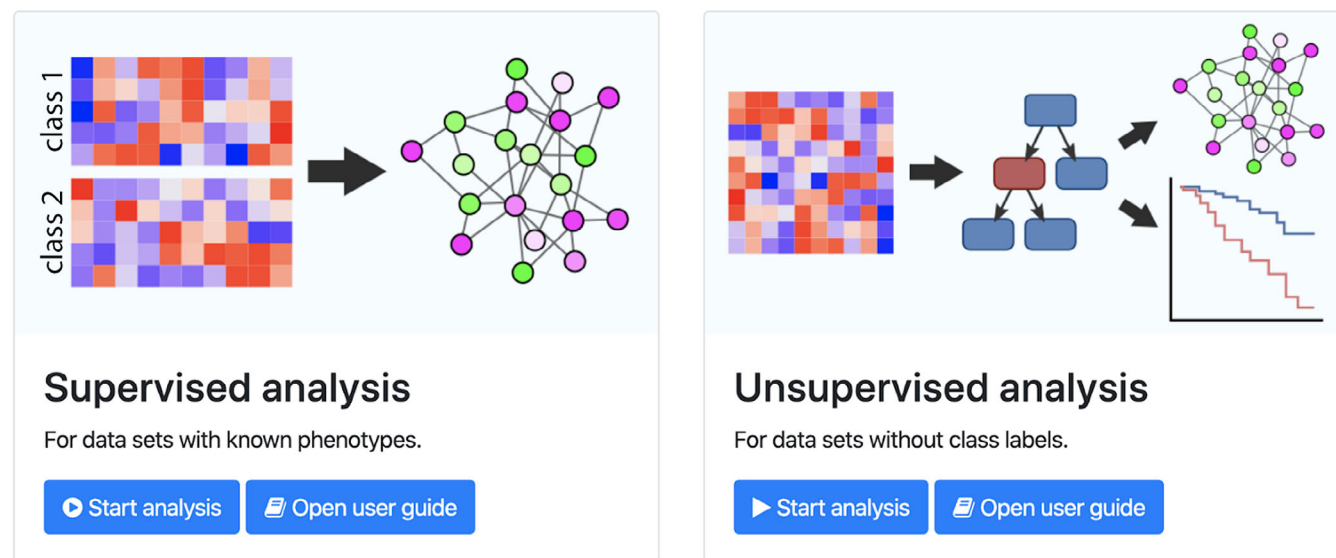 class 1
class 2
Supervised analysis
For data sets with known phenotypes.
Start analysis
Open user guide
Unsupervised analysis
For data sets without class labels.
Start analysis
Open user guide